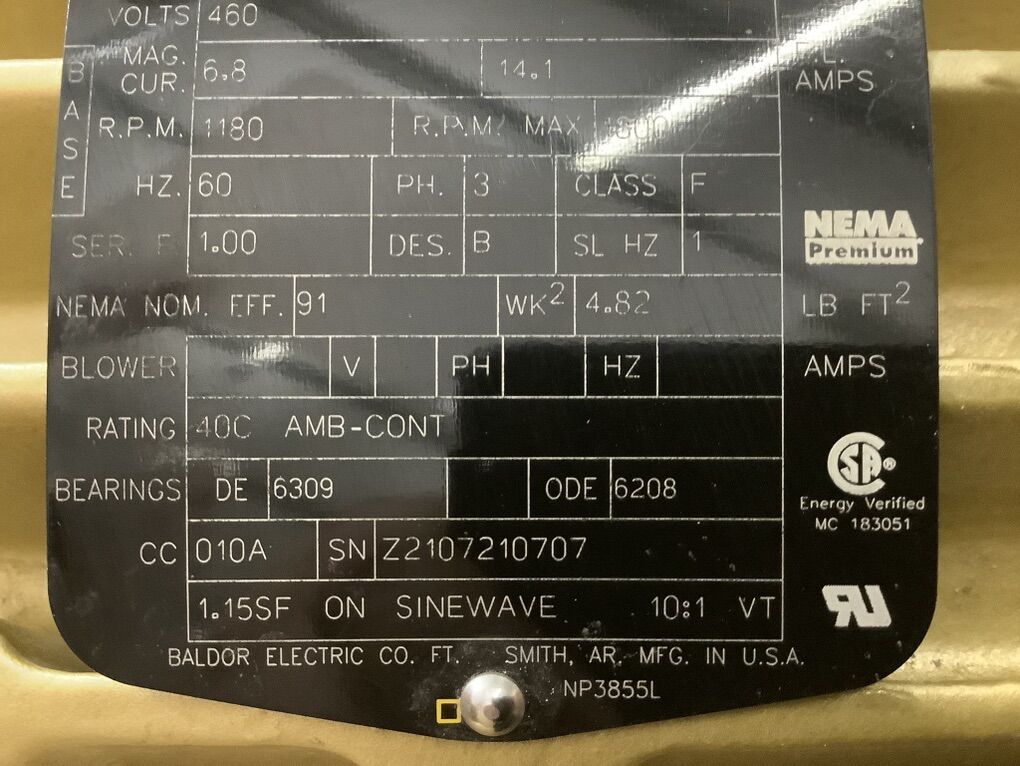 VOLTS 460
BASE
MAG. CUR. 6.8 14.1 F.L. AMPS
R.P.M. 1180 R.P.M. MAX 1800
HZ. 60 PH. 3 CLASS F
SER. F 1.00 DES. B SL HZ 1
NEMA Premium
NEMA NOM. EFF. 91 WK2 4.82 LB FT2
BLOWER V PH HZ AMPS
RATING 40C AMB-CONT
BEARINGS DE 6309 ODE 6208
SA®
Energy Verified
MC 183051
CC 010A SN Z2107210707
1.15SF ON SINEWAVE 10:1 VT
BALDOR ELECTRIC CO. FT. SMITH, AR. MFG. IN U.S.A.
NP3855L